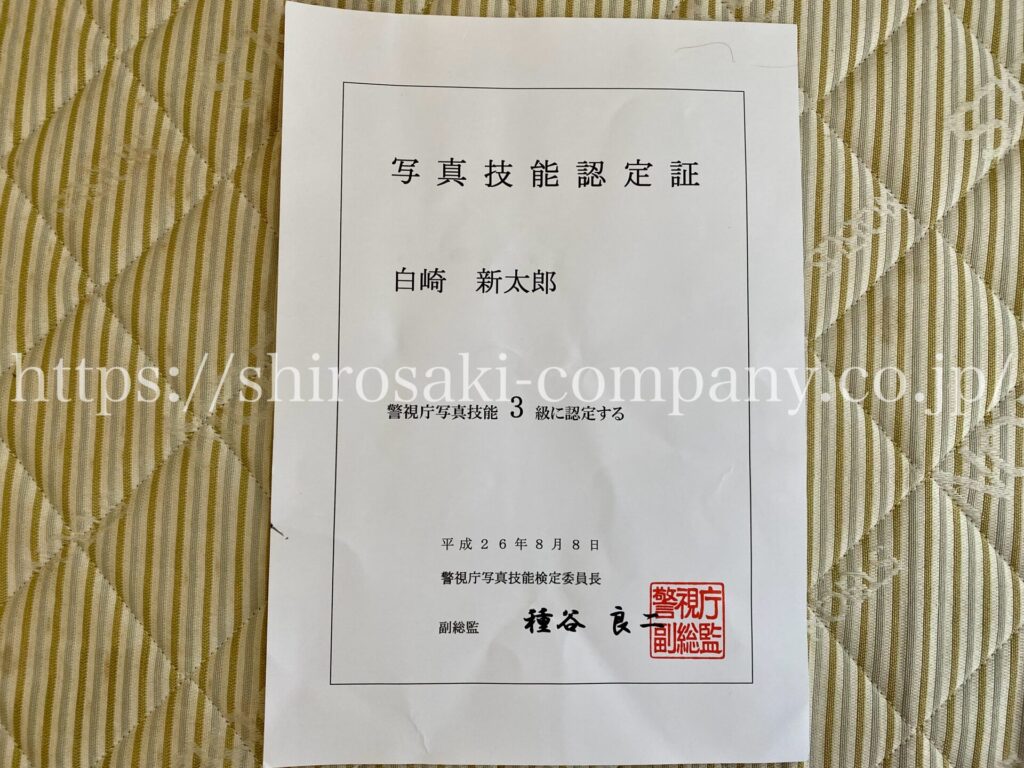 写真技能認定証
白崎　新太郎
https://shirosaki-company.co.jp/
警視庁写真技能 3 級に認定する
平成２６年８月８日
警視庁写真技能検定委員長
副総監　種谷 良二
警視庁
副総監